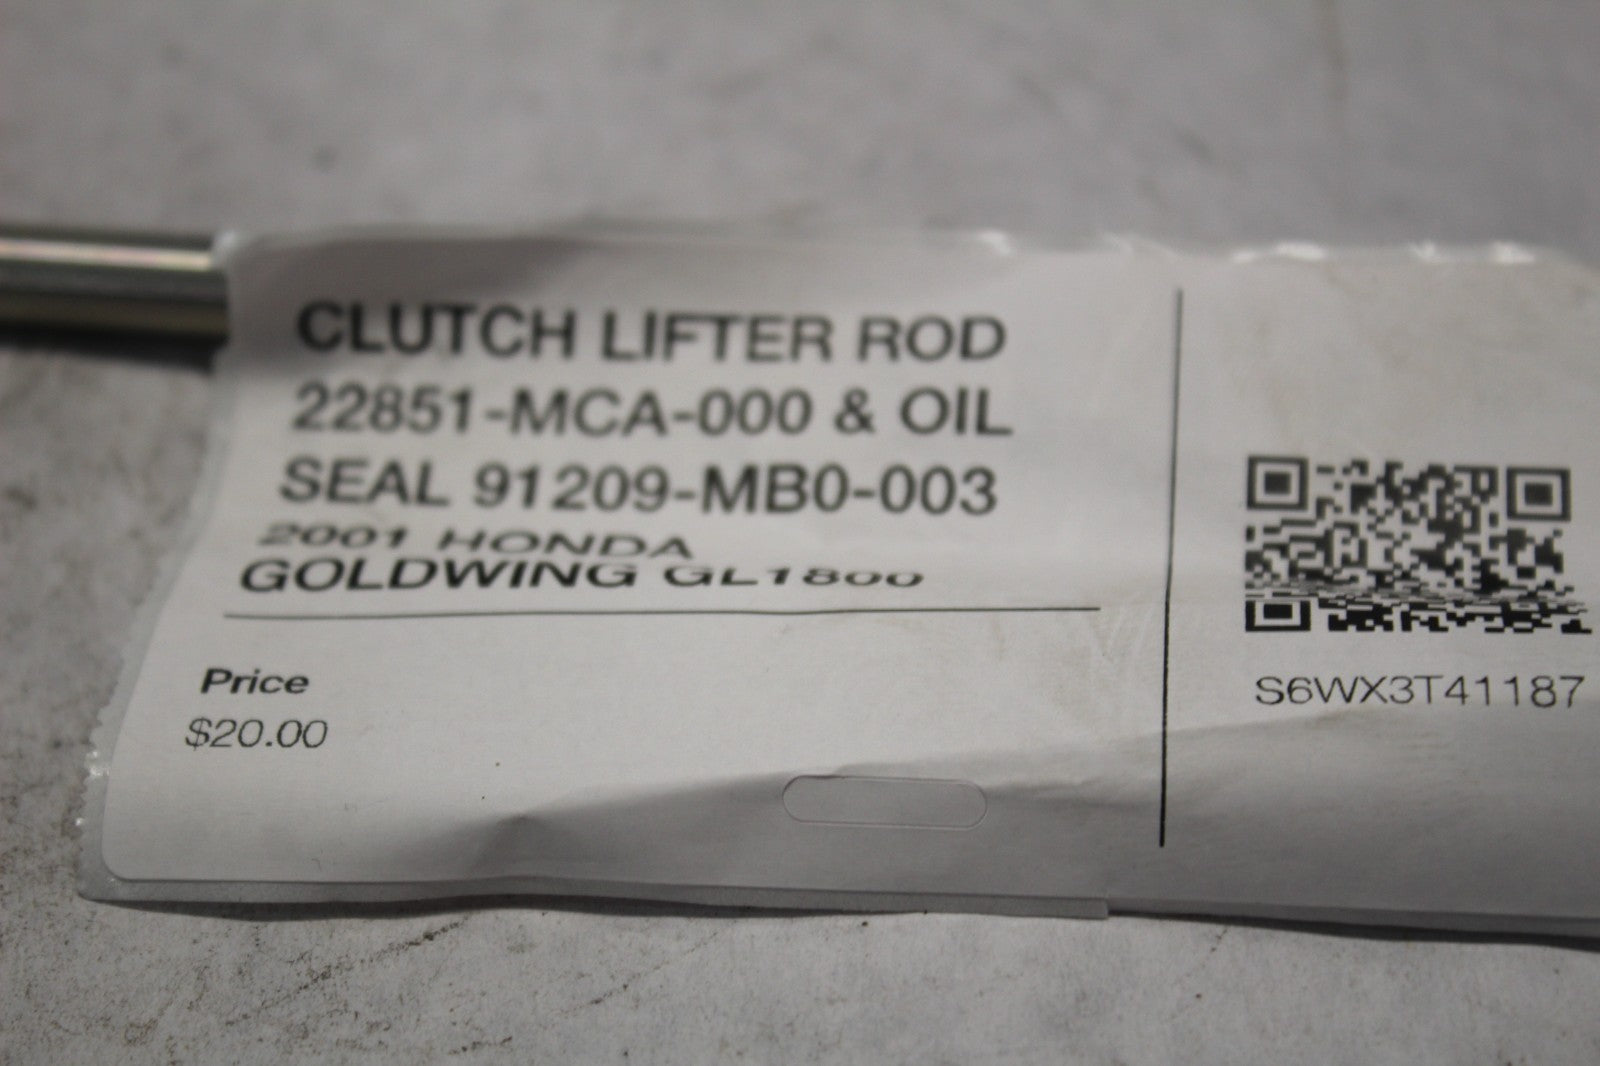 CLUTCH LIFTER ROD
22851-MCA-000 & OIL
SEAL 91209-MB0-003
2001 HONDA
GOLDWING GL1800
Price
$20.00
S6WX3T41187